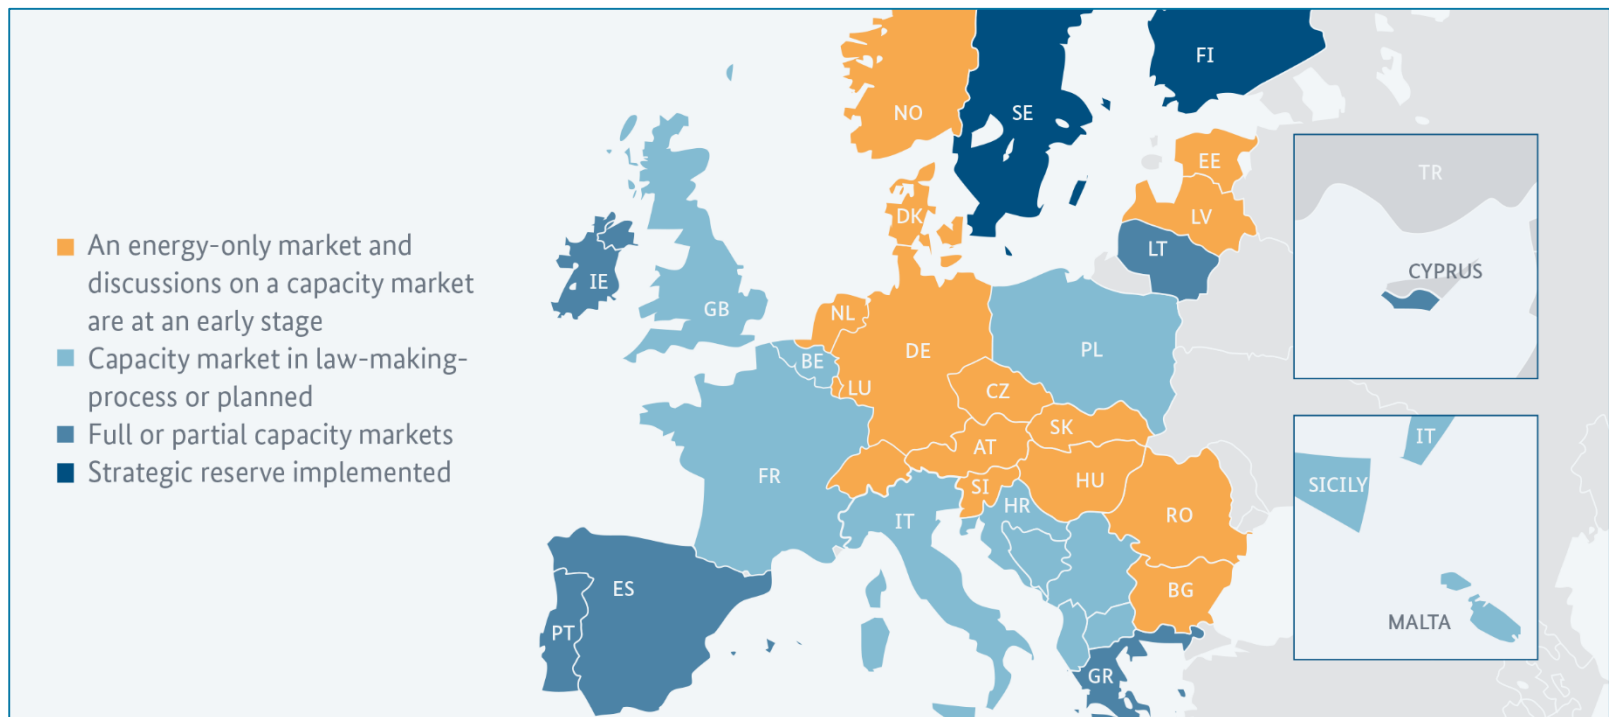 An energy-only market and
discussions on a capacity market
are at an early stage
Capacity market in law-making-
process or planned
Full or partial capacity markets
Strategic reserve implemented
FI
NO
SE
EE
TR
DK
LV
LT
CYPRUS
IE
GB
NL
DE
PL
BE
LU
CZ
SK
AT
IT
FR
SI
HU
SICILY
HR
RO
IT
ES
BG
PT
MALTA
GR